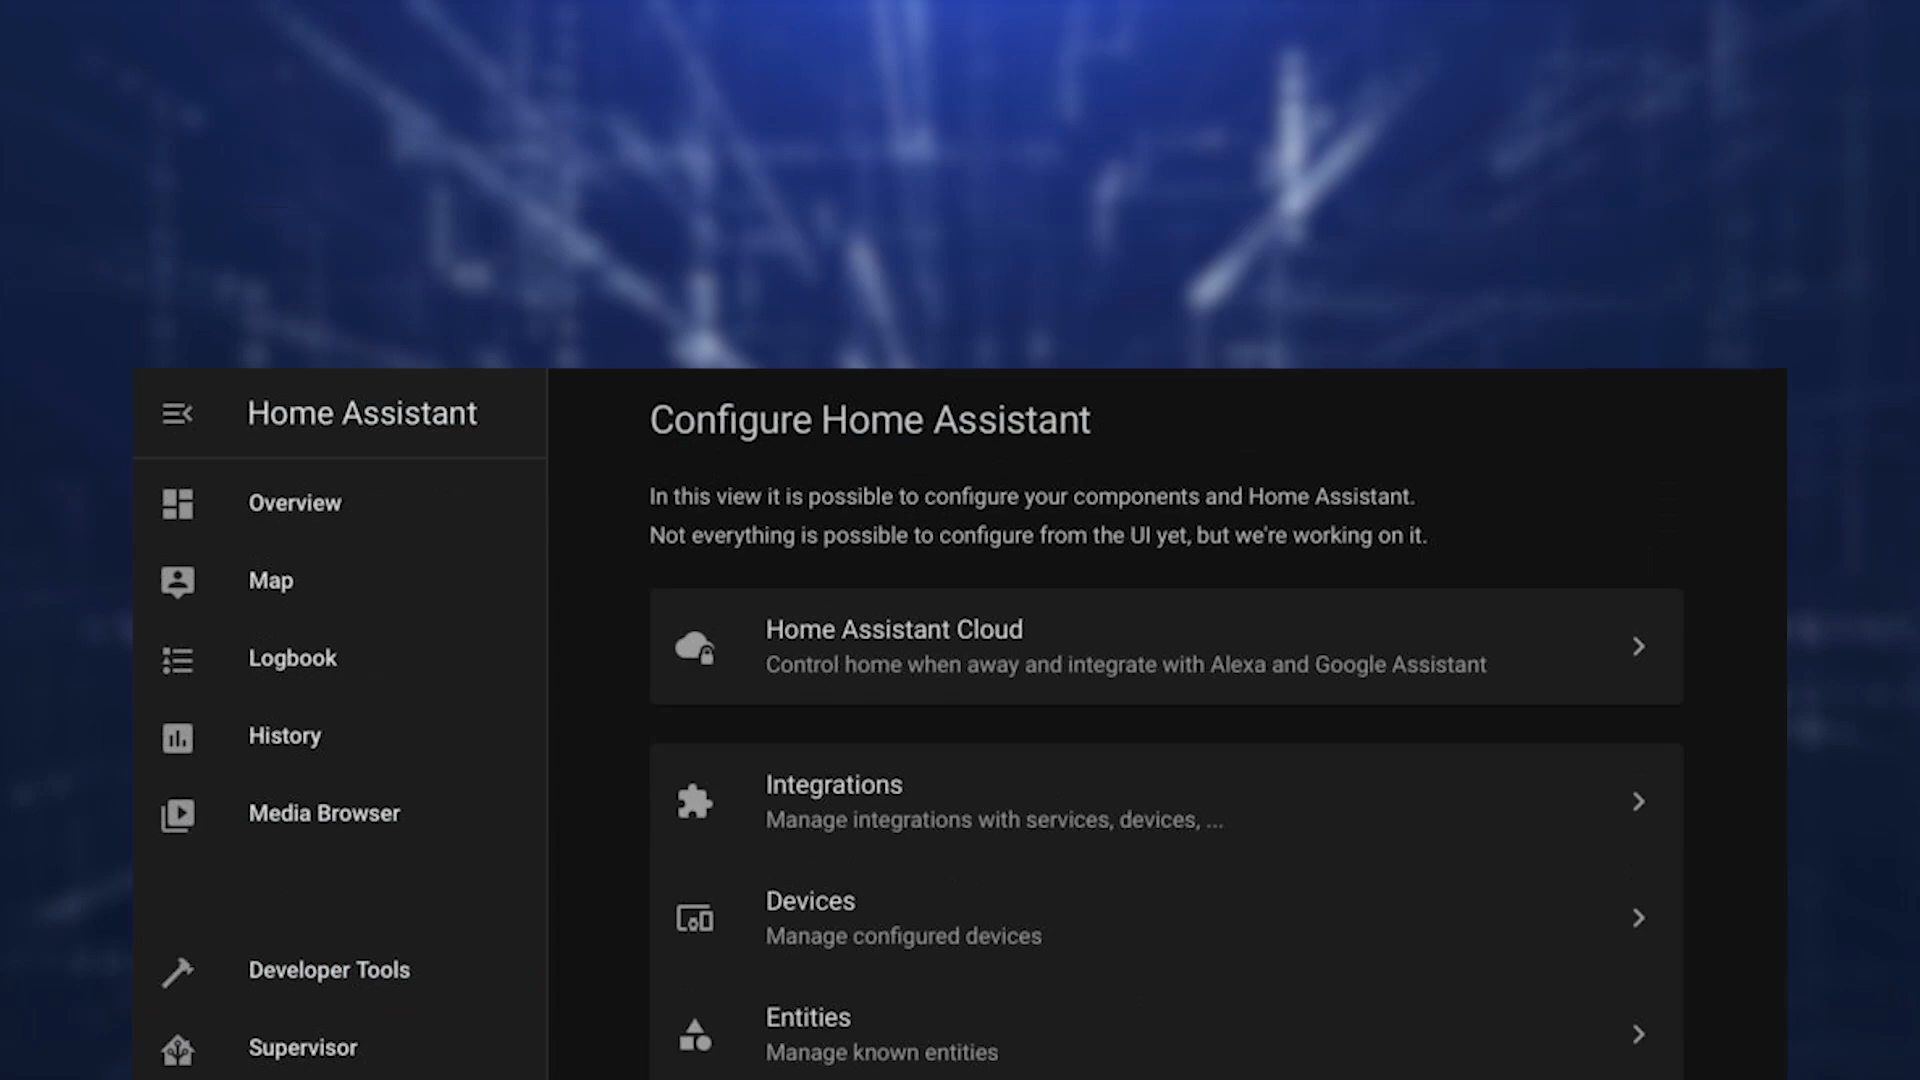 Home Assistant
Overview
Map
Logbook
History
Media Browser
Developer Tools
Supervisor
Configure Home Assistant
In this view it is possible to configure your components and Home Assistant.
Not everything is possible to configure from the UI yet, but we're working on it.
Home Assistant Cloud
Control home when away and integrate with Alexa and Google Assistant
Integrations
Manage integrations with services, devices, ...
Devices
Manage configured devices
Entities
Manage known entities